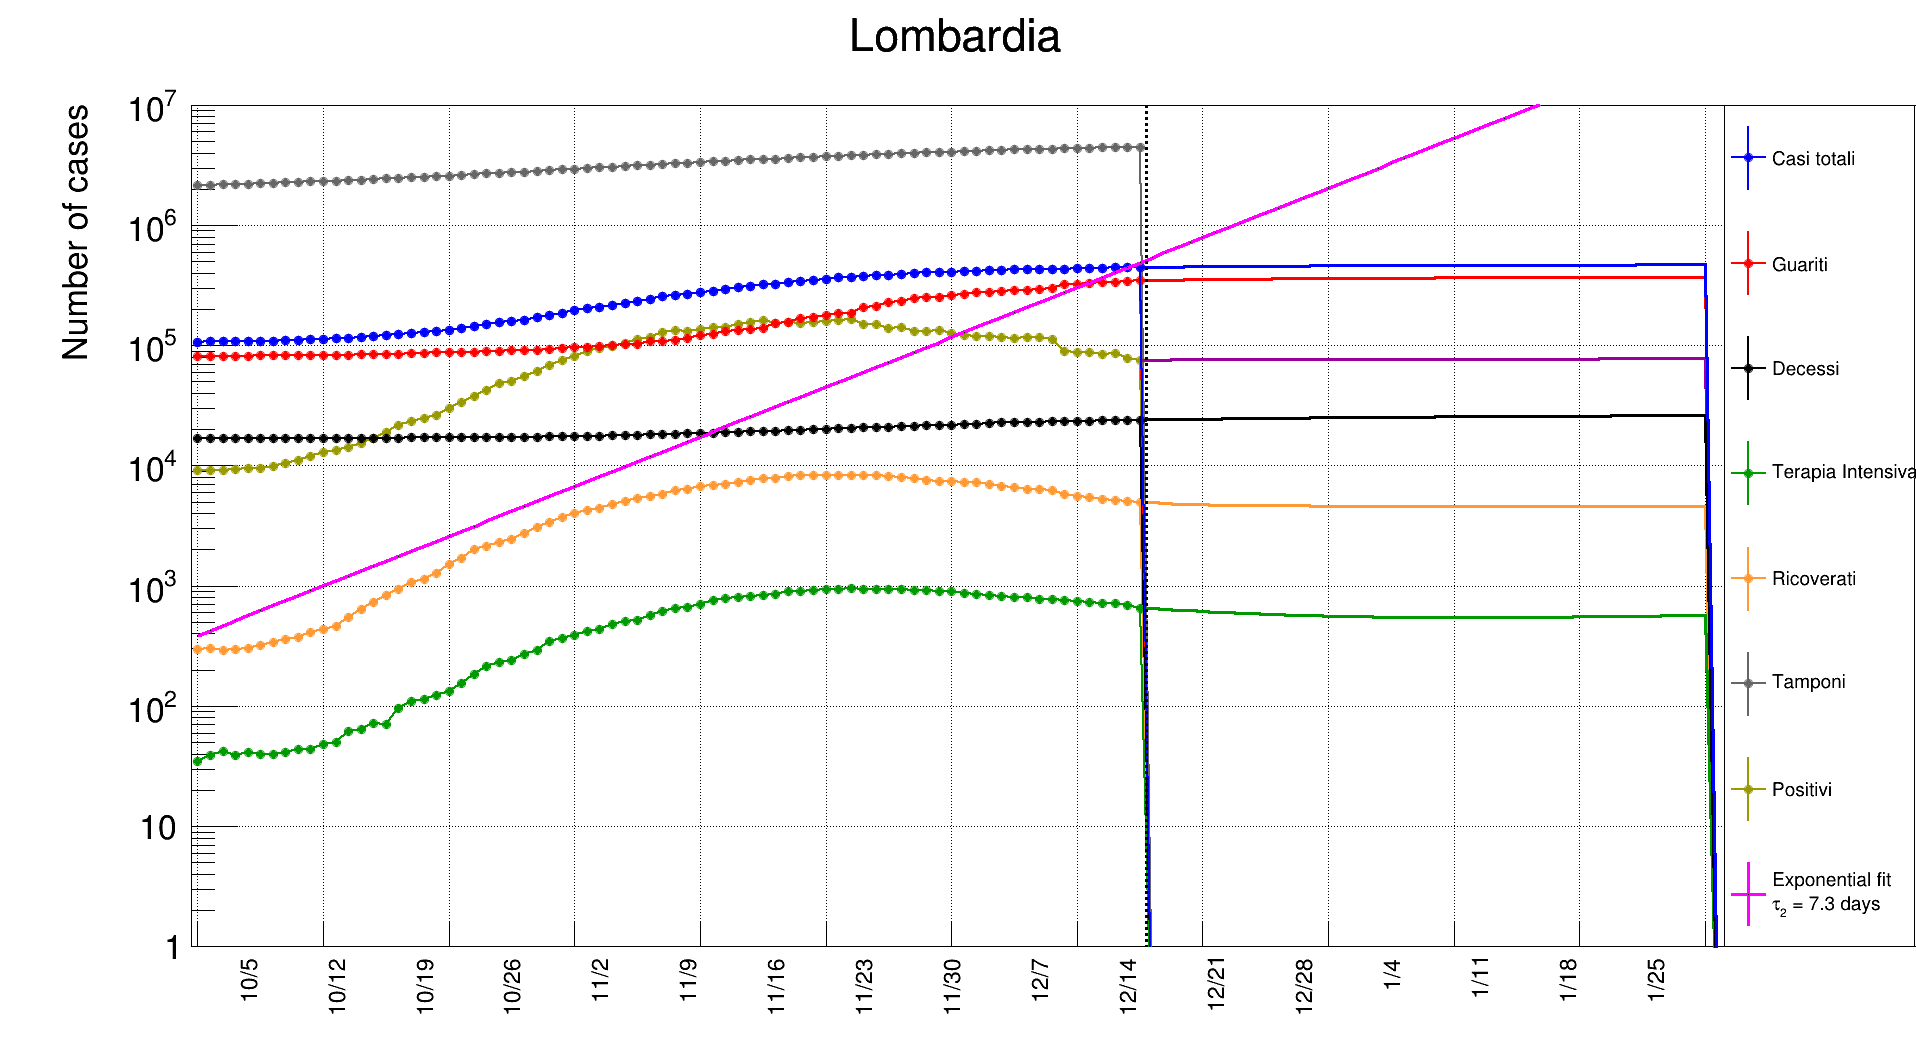 Lombardia
Number of cases
10^7
10^6
10^5
10^4
10^3
10^2
10
1
10/5
10/12
10/19
10/26
11/2
11/9
11/16
11/23
11/30
12/7
12/14
12/21
12/28
1/4
1/11
1/18
1/25
Casi totali
Guariti
Decessi
Terapia Intensiva
Ricoverati
Tamponi
Positivi
Exponential fit
τ₂ = 7.3 days